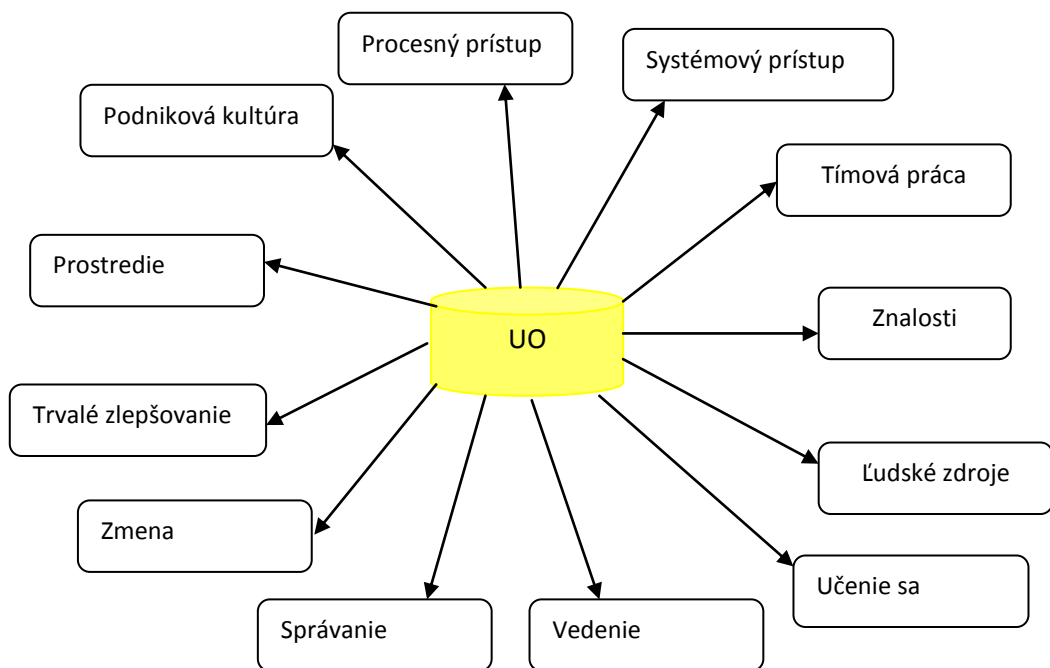 Procesný prístup
Systémový prístup
Podniková kultúra
Tímová práca
Prostredie
Znalosti
UO
Trvalé zlepšovanie
Ľudské zdroje
Zmena
Učenie sa
Správanie
Vedenie